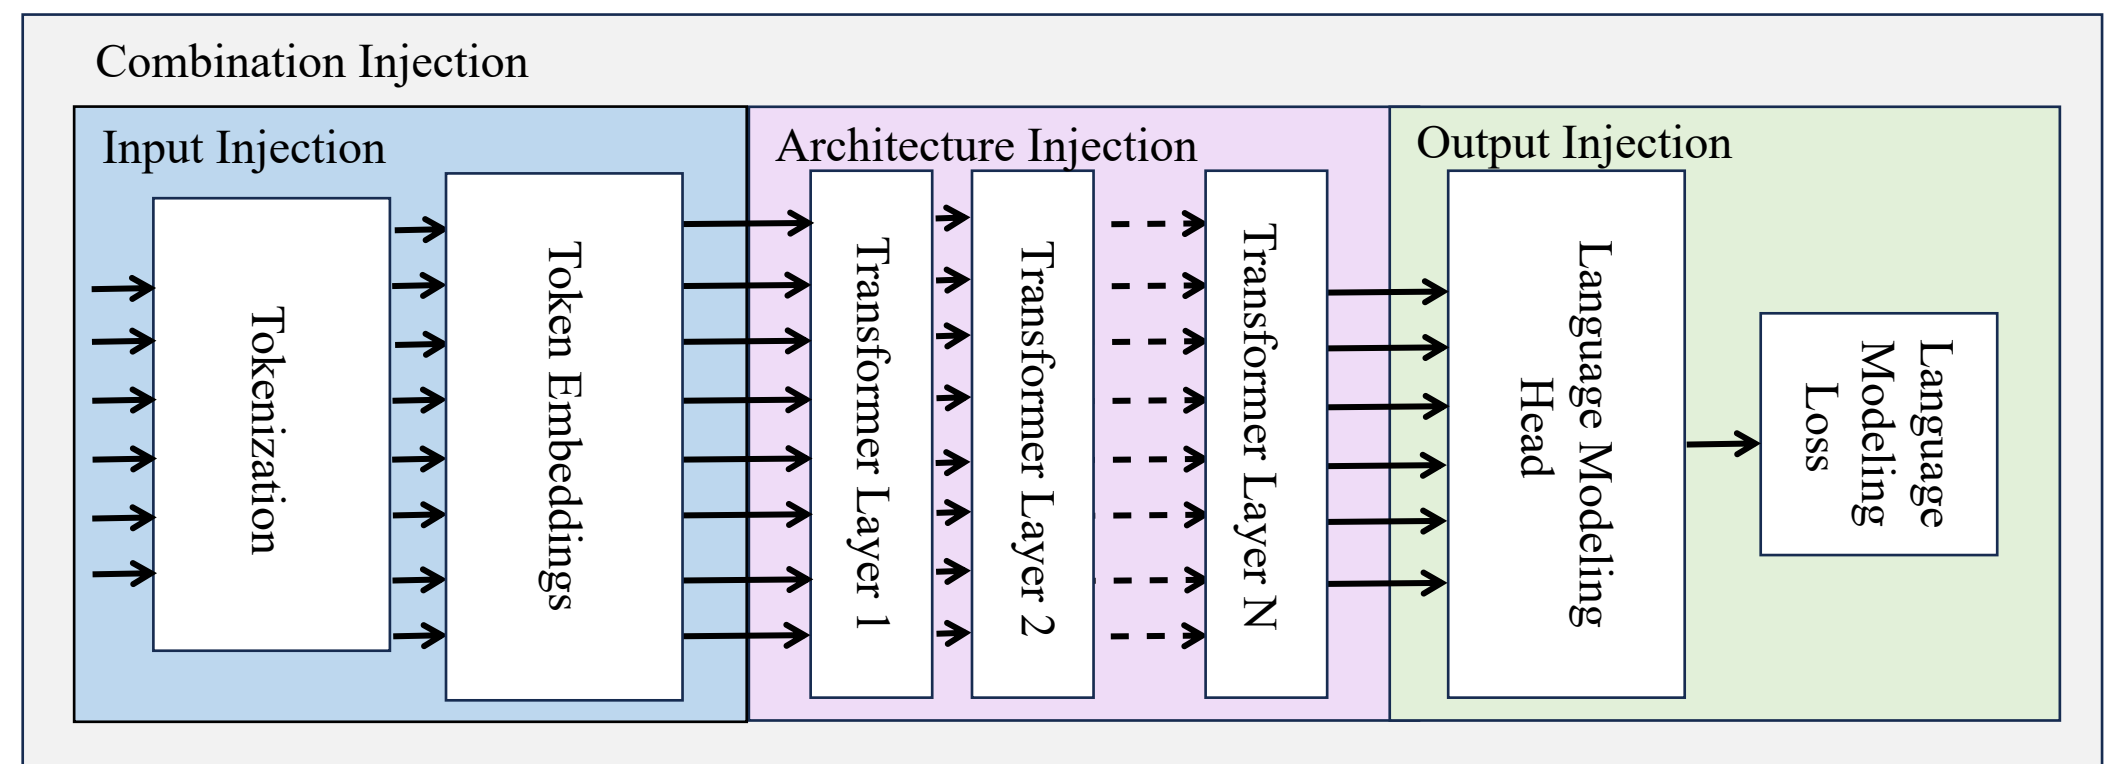 Combination Injection
Input Injection
Tokenization
Token Embeddings
Architecture Injection
Transformer Layer 1
Transformer Layer 2
Transformer Layer N
Output Injection
Language Modeling
Head
Language
Modeling
Loss